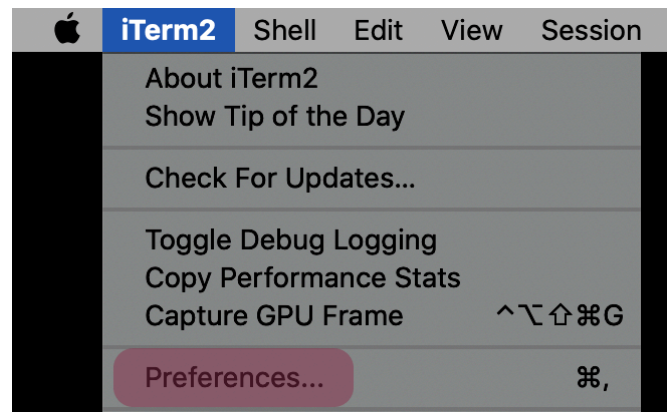 iTerm2 Shell Edit View Session
About iTerm2
Show Tip of the Day
Check For Updates...
Toggle Debug Logging
Copy Performance Stats
Capture GPU Frame ^⌥⇧⌘G
Preferences... ⌘,